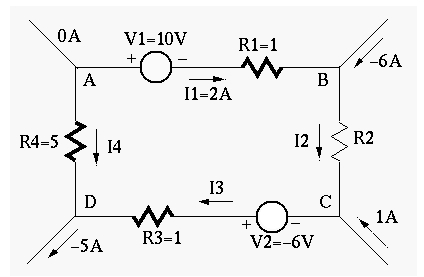 0A
V1=10V
R1=1
+ −
A
B
−6A
I1=2A
R4=5
I4
I2
R2
I3
D
C
+ −
R3=1
V2=−6V
1A
−5A